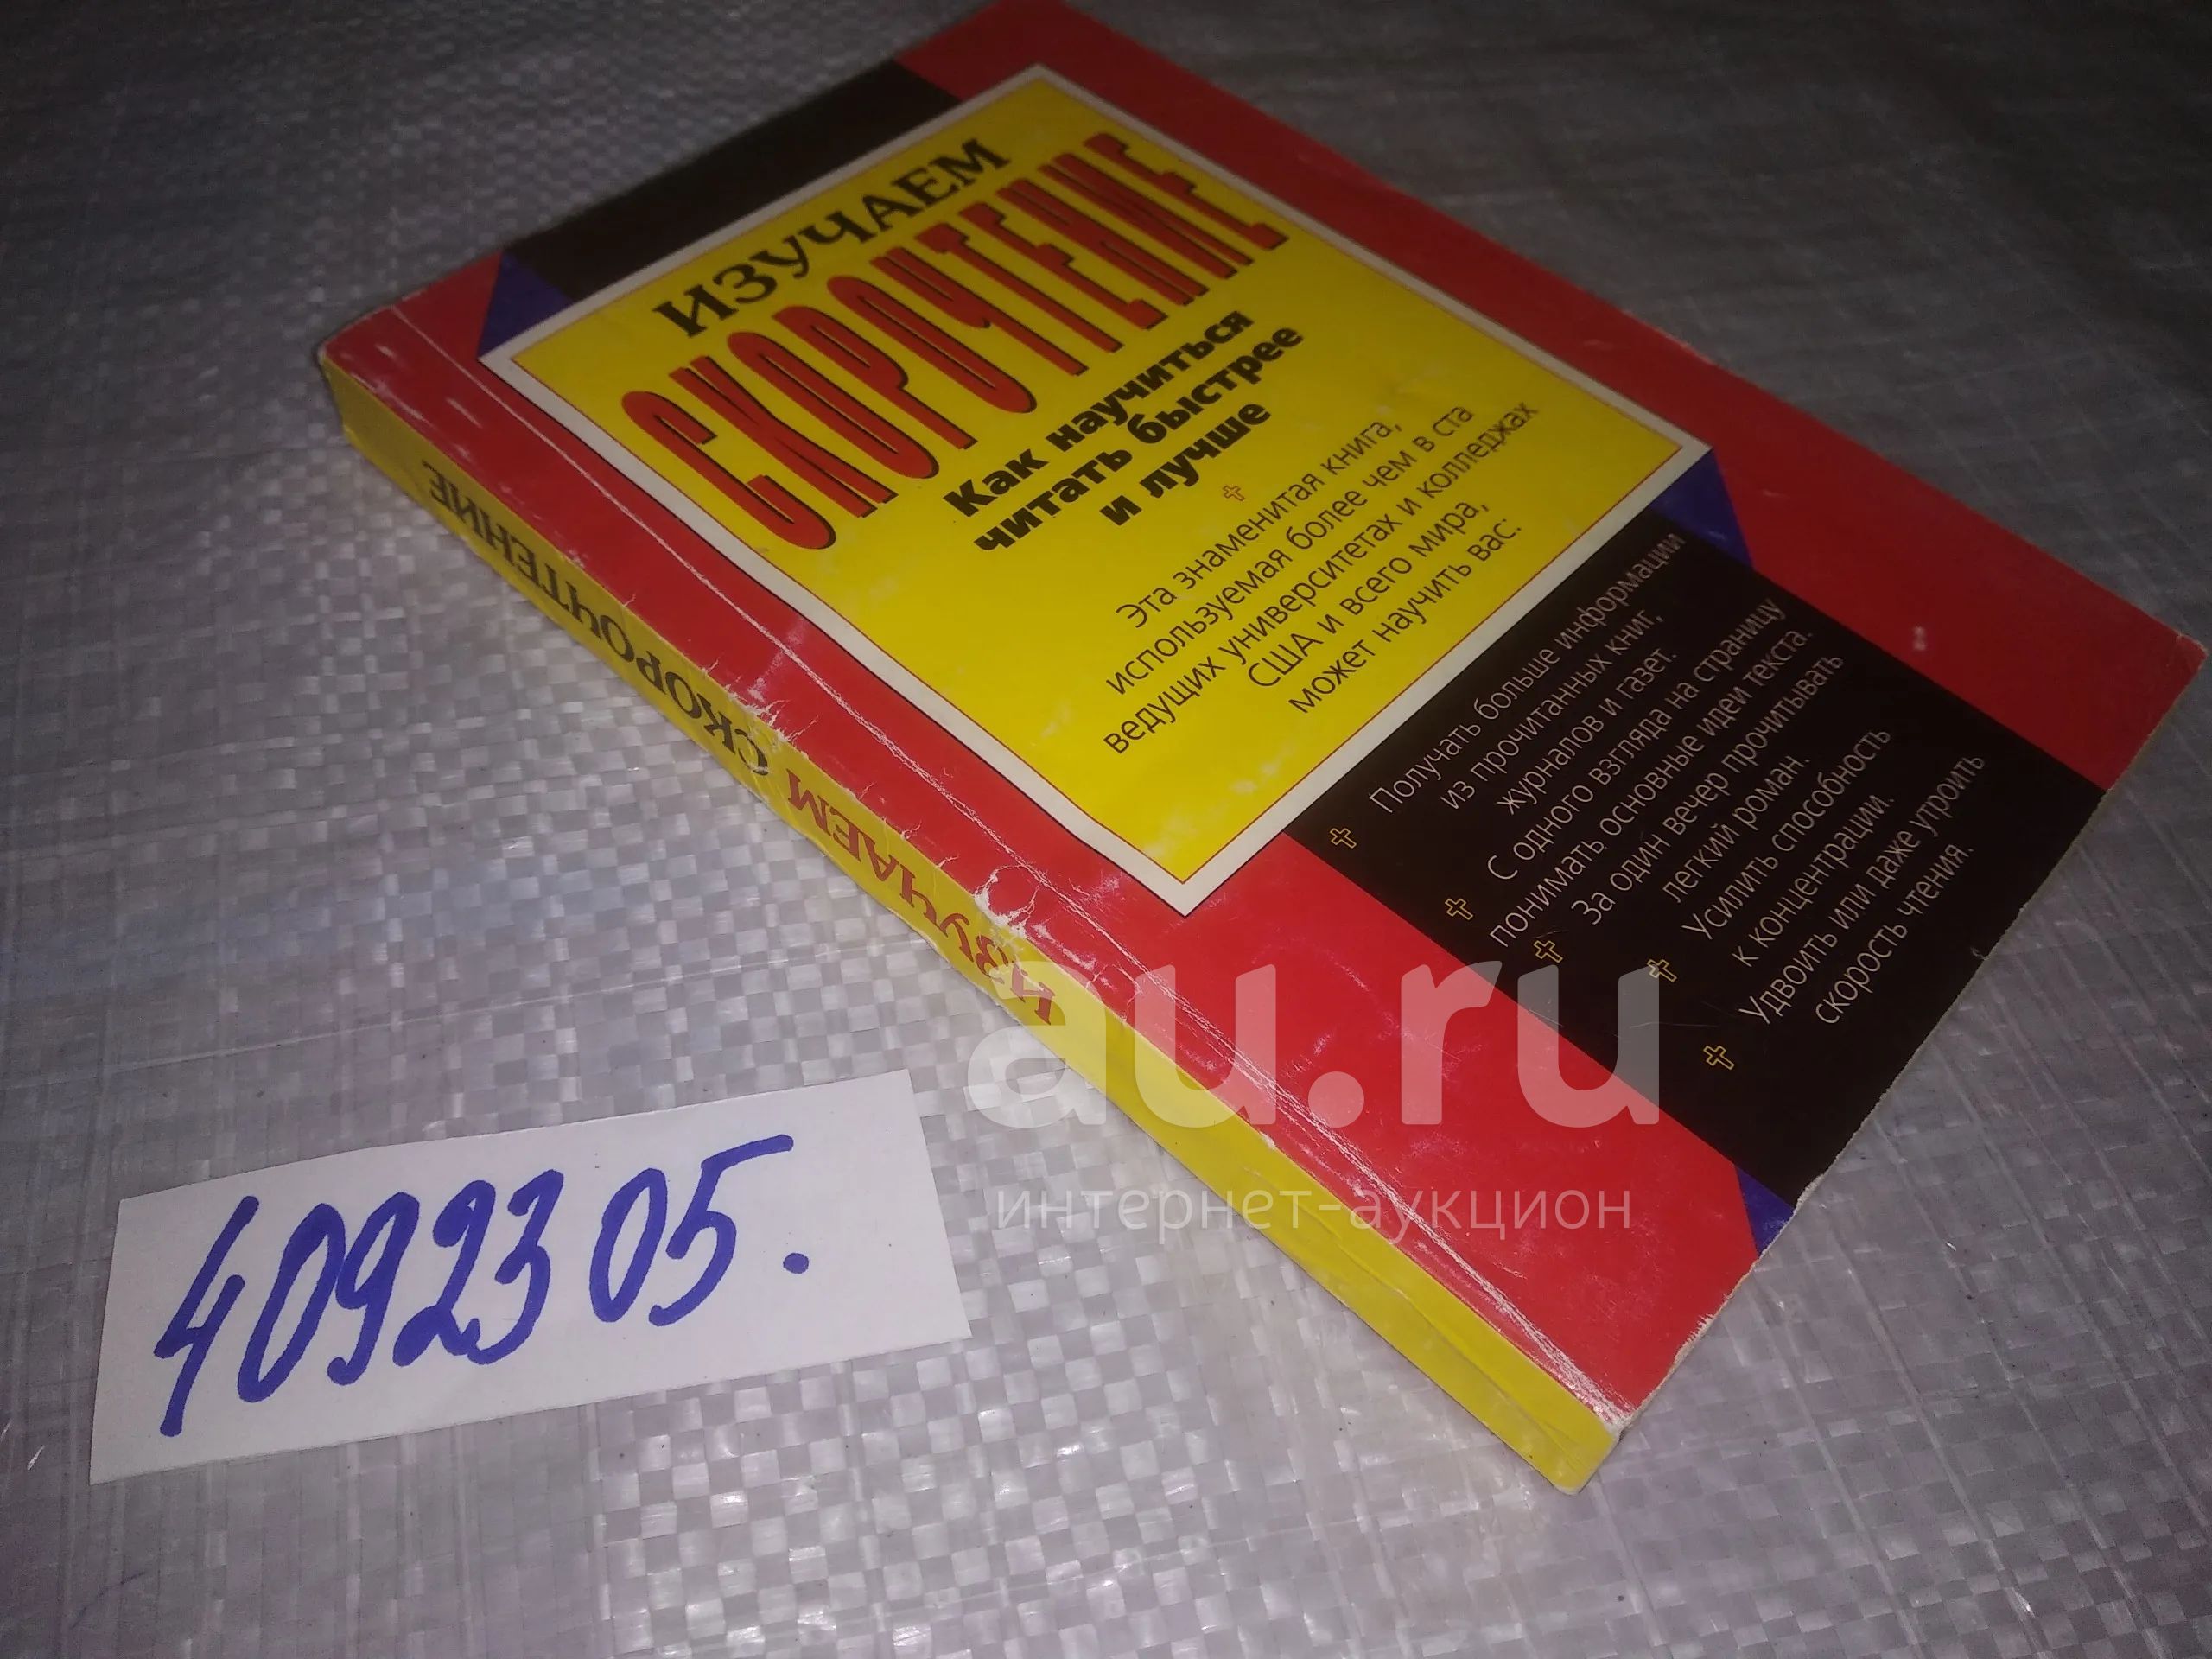 ИЗУЧАЕМ
СКОРОЧТЕНИЕ
Как научиться
читать быстрее
и лучше
Эта знаменитая книга,
используемая более чем в ста
ведущих университетах и колледжах
США и всего мира,
может научить вас.
Получать больше информации
из прочитанных книг,
журналов и газет.
С одного взгляда на страницу
понимать основные идеи текста.
За один вечер прочитывать
легкий роман.
Усилить способность
к концентрации.
Удвоить или даже утроить
скорость чтения.
ИЗУЧАЕМ СКОРОЧТЕНИЕ
au.ru
интернет-аукцион
4092305.